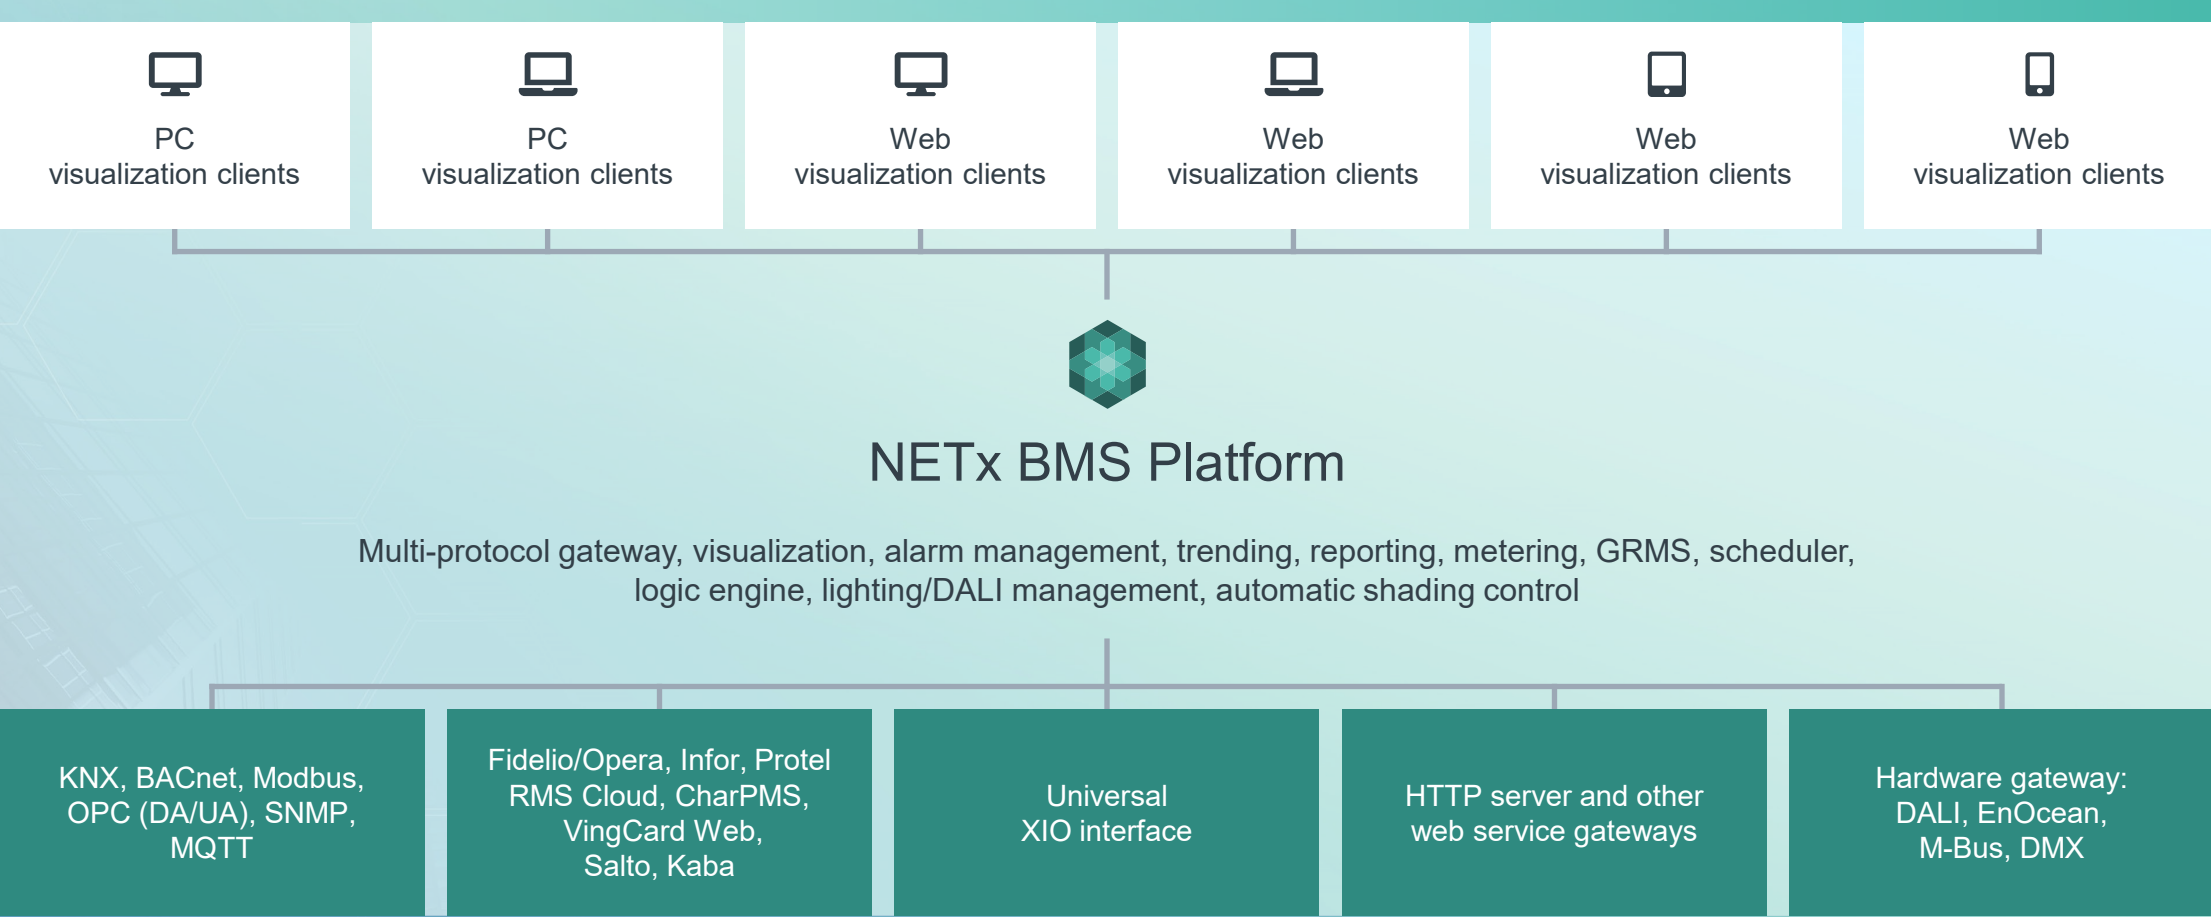 PC
visualization clients
PC
visualization clients
Web
visualization clients
Web
visualization clients
Web
visualization clients
Web
visualization clients
NETx BMS Platform
Multi-protocol gateway, visualization, alarm management, trending, reporting, metering, GRMS, scheduler,
logic engine, lighting/DALI management, automatic shading control
KNX, BACnet, Modbus,
OPC (DA/UA), SNMP,
MQTT
Fidelio/Opera, Infor, Protel
RMS Cloud, CharPMS,
VingCard Web,
Salto, Kaba
Universal
XIO interface
HTTP server and other
web service gateways
Hardware gateway:
DALI, EnOcean,
M-Bus, DMX